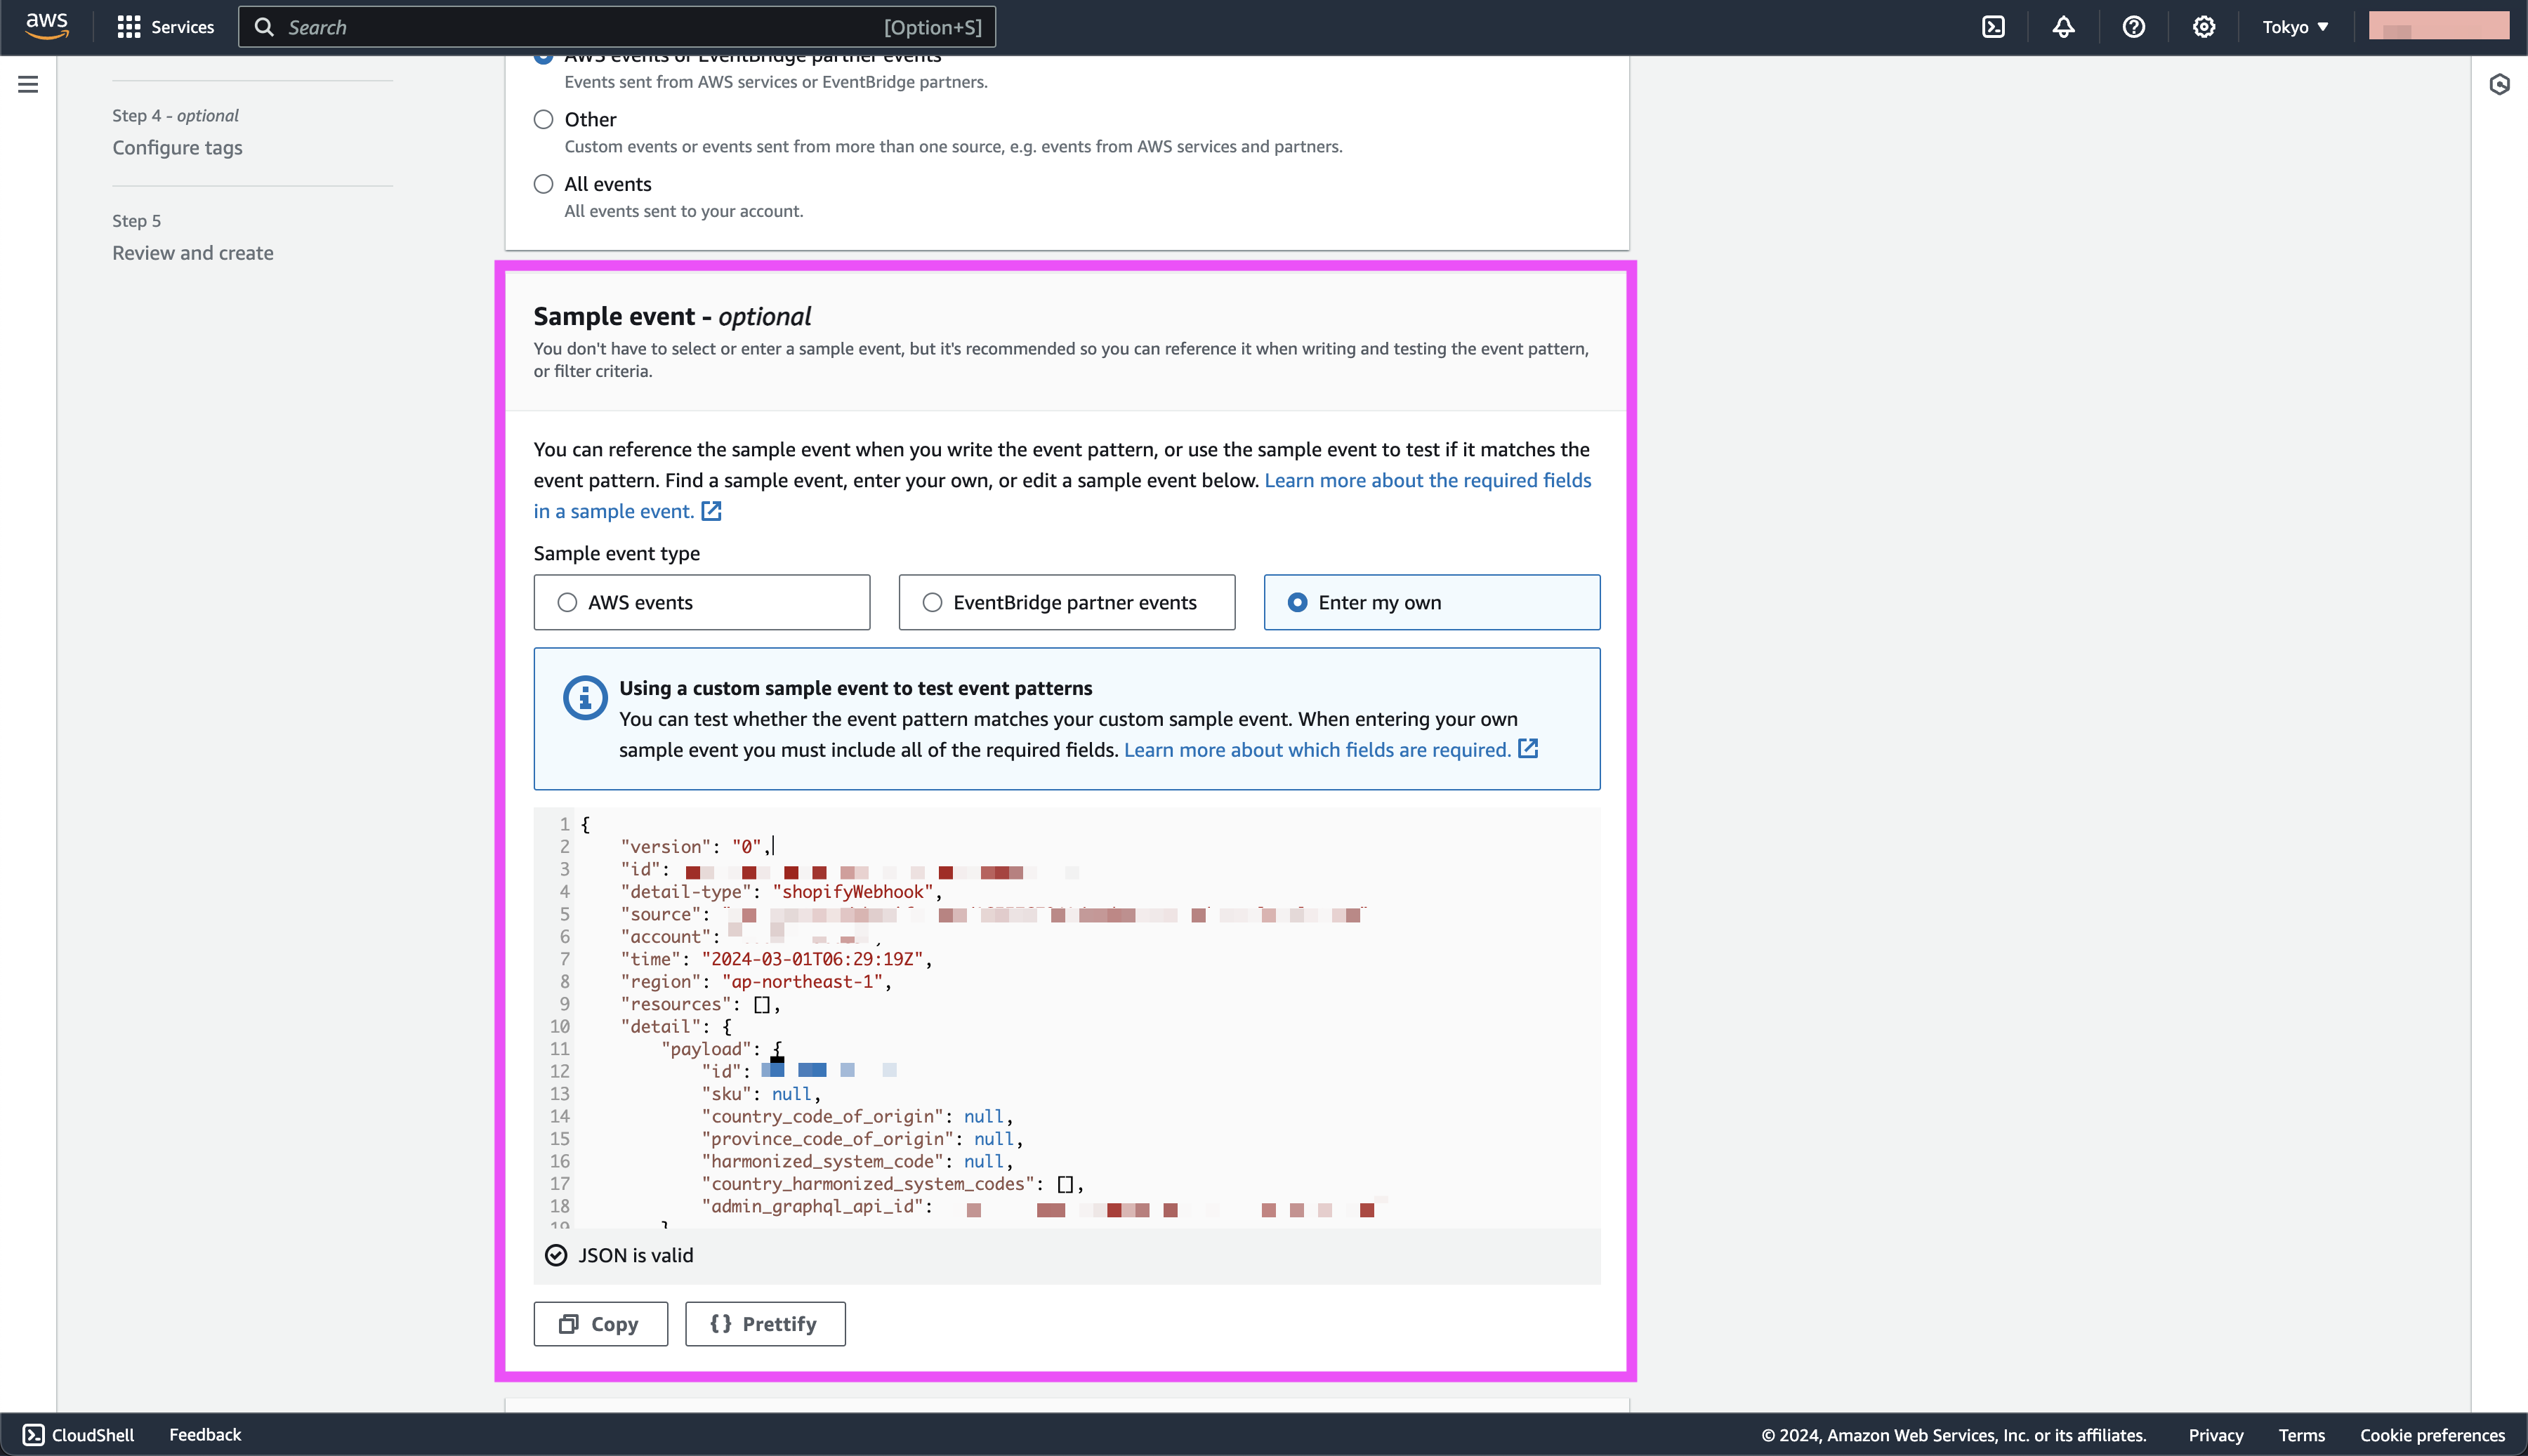 aws
Services
Search
[Option+S]
Tokyo
Step 4 - optional
Configure tags
Step 5
Review and create
AWS events or EventBridge partner events
Events sent from AWS services or EventBridge partners.
Other
Custom events or events sent from more than one source, e.g. events from AWS services and partners.
All events
All events sent to your account.
Sample event - optional
You don't have to select or enter a sample event, but it's recommended so you can reference it when writing and testing the event pattern,
or filter criteria.
You can reference the sample event when you write the event pattern, or use the sample event to test if it matches the
event pattern. Find a sample event, enter your own, or edit a sample event below. Learn more about the required fields
in a sample event.
Sample event type
AWS events
EventBridge partner events
Enter my own
Using a custom sample event to test event patterns
You can test whether the event pattern matches your custom sample event. When entering your own
sample event you must include all of the required fields. Learn more about which fields are required.
1 {
2 "version": "0",
3 "id":
4 "detail-type": "shopifyWebhook",
5 "source": "
6 "account":
7 "time": "2024-03-01T06:29:19Z",
8 "region": "ap-northeast-1",
9 "resources": [],
10 "detail": {
11 "payload": {
12 "id":
13 "sku": null,
14 "country_code_of_origin": null,
15 "province_code_of_origin": null,
16 "harmonized_system_code": null,
17 "country_harmonized_system_codes": [],
18 "admin_graphql_api_id":
19 }
JSON is valid
Copy
{} Prettify
CloudShell
Feedback
© 2024, Amazon Web Services, Inc. or its affiliates.
Privacy
Terms
Cookie preferences